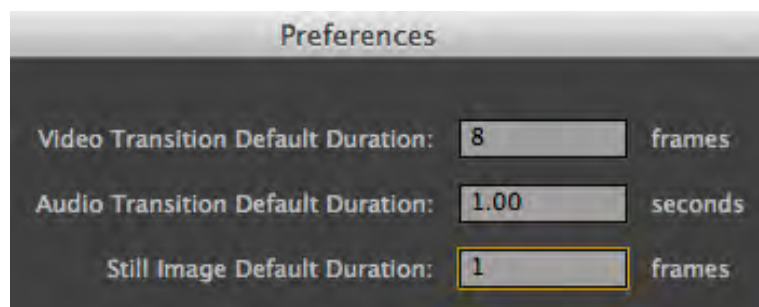 Preferences
Video Transition Default Duration: 8 frames
Audio Transition Default Duration: 1.00 seconds
Still Image Default Duration: 1 frames